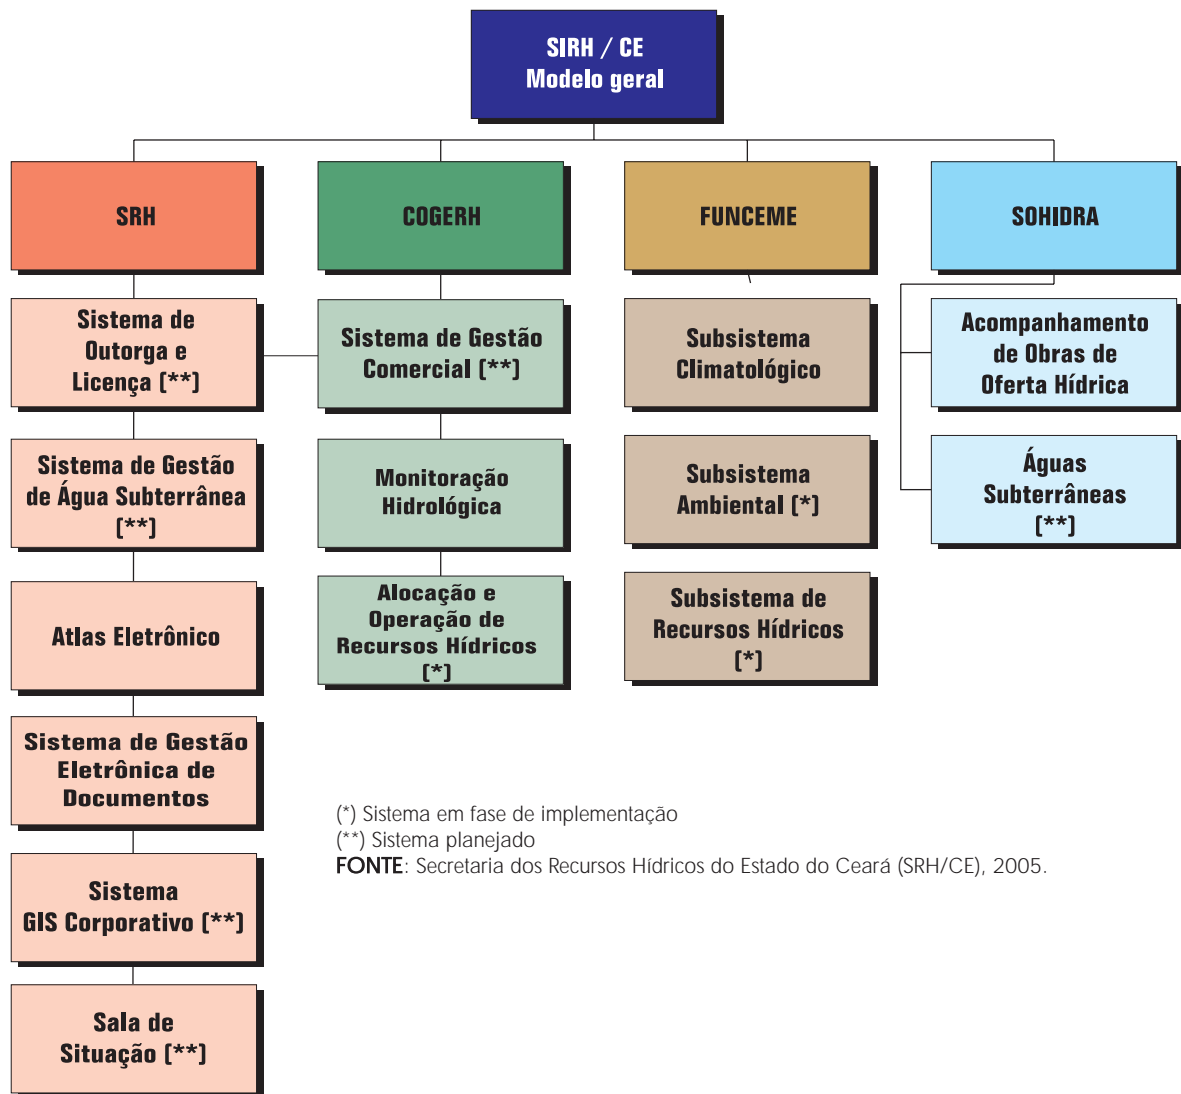 SIRH / CE
Modelo geral
SRH
COGERH
FUNCEME
SOHIDRA
Sistema de
Outorga e
Licença (**)
Sistema de Gestão
de Água Subterrânea
(**)
Atlas Eletrônico
Sistema de Gestão
Eletrônica de
Documentos
Sistema
GIS Corporativo (**)
Sala de
Situação (**)
Sistema de Gestão
Comercial (**)
Monitoração
Hidrológica
Alocação e
Operação de
Recursos Hídricos
(*)
Subsistema
Climatológico
Subsistema
Ambiental (*)
Subsistema de
Recursos Hídricos
(*)
Acompanhamento
de Obras de
Oferta Hídrica
Águas
Subterrâneas
(**)
(*) Sistema em fase de implementação
(**) Sistema planejado
FONTE: Secretaria dos Recursos Hídricos do Estado do Ceará (SRH/CE), 2005.